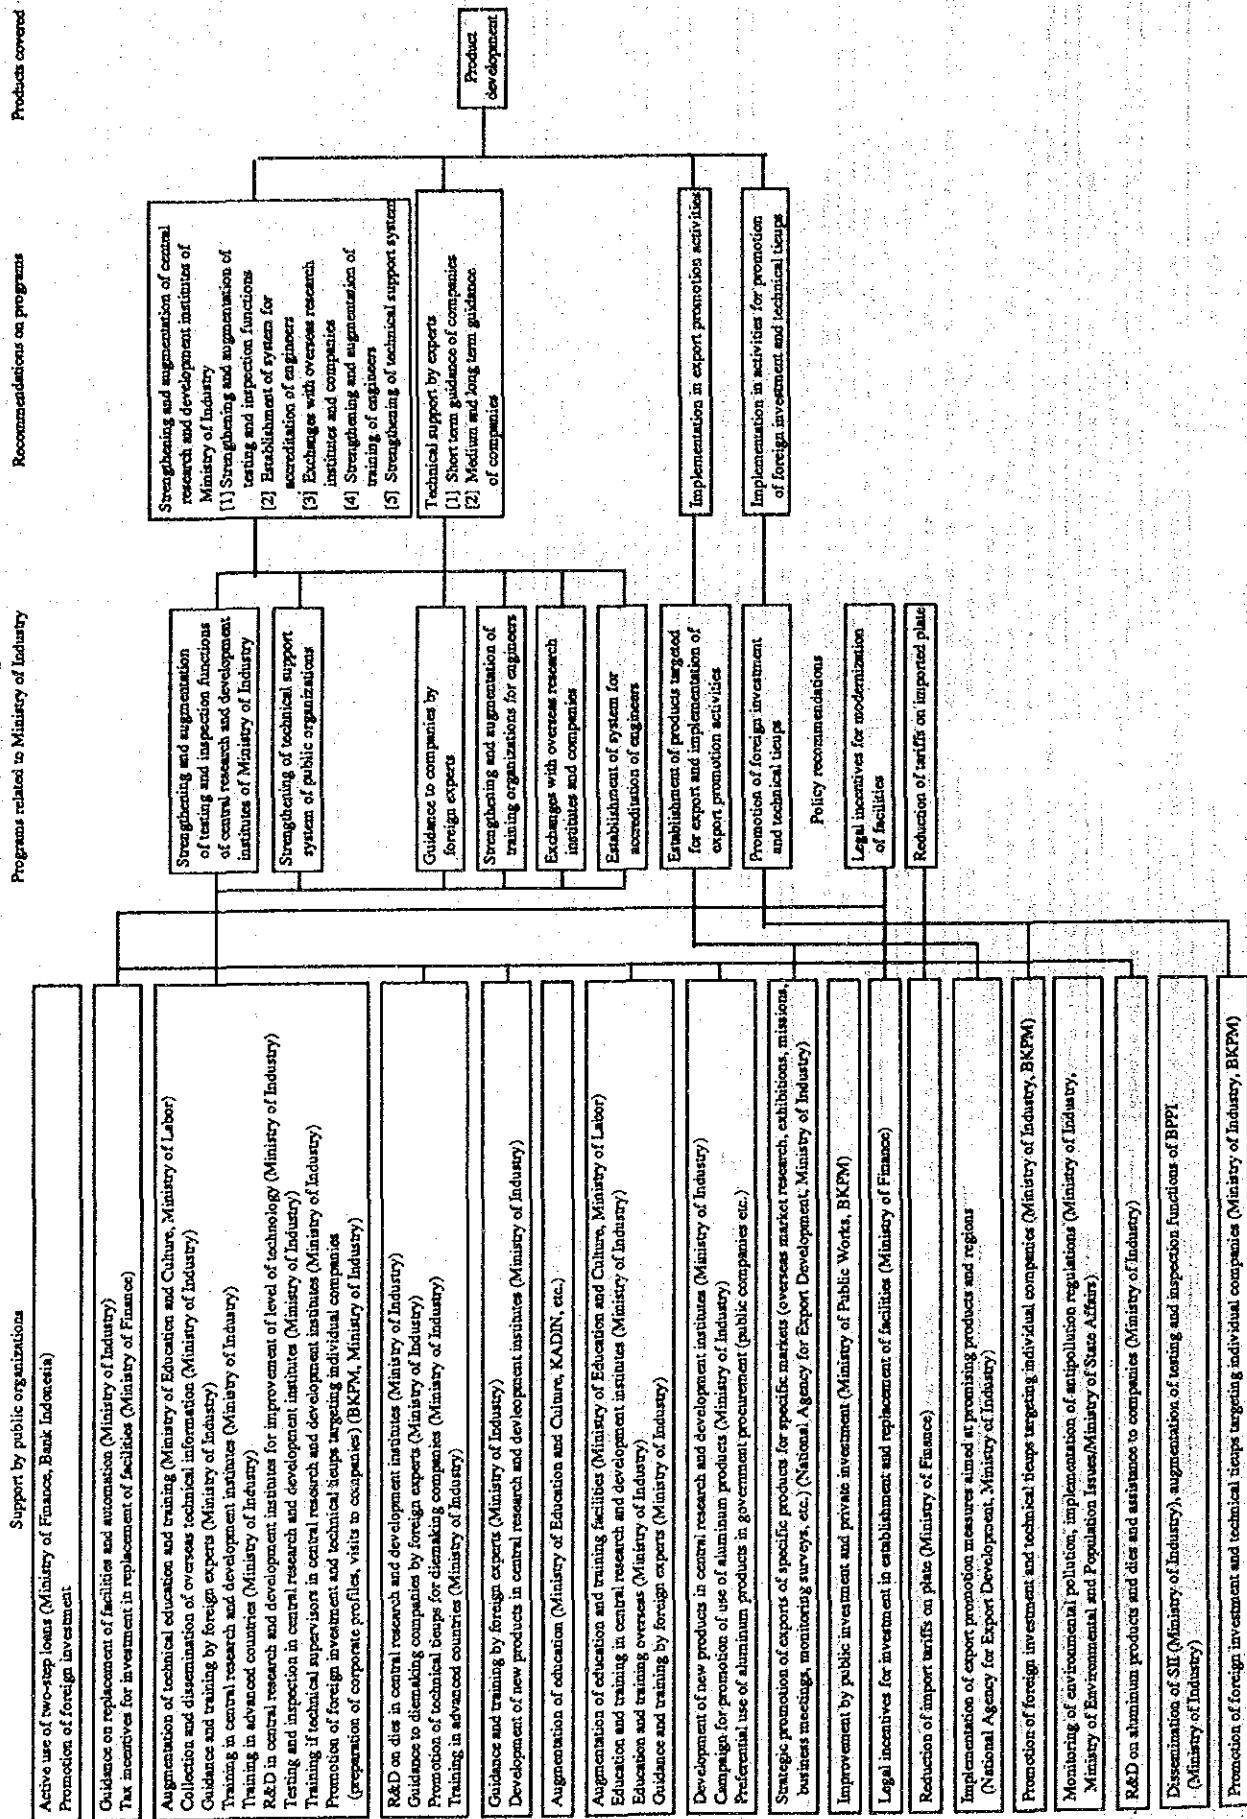 Support by public organizations
Active use of two-step loans (Ministry of Finance, Bank Indonesia)
Promotion of foreign investment
Guidance on replacement of facilities and automation (Ministry of Industry)
Tax incentives for investment in replacement of facilities (Ministry of Finance)
Augmentation of technical education and training (Ministry of Education and Culture, Ministry of Labor)
Collection and dissemination of overseas technical information (Ministry of Industry)
Guidance and training by foreign experts (Ministry of Industry)
Training in central research and development institutes (Ministry of Industry)
Training in advanced countries (Ministry of Industry)
R&D in central research and development institutes for improvement of level of technology (Ministry of Industry)
Testing and inspection in central research and development institutes (Ministry of Industry)
Training if technical supervisors in central research and development institutes (Ministry of Industry)
Promotion of foreign investment and technical tieups targeting individual companies
(preparation of corporate profiles, visits to companies) (BKPM, Ministry of Industry)
R&D on dies in central research and development institutes (Ministry of Industry)
Guidance to diemaking companies by foreign experts (Ministry of Industry)
Promotion of technical tieups for diemaking companies (Ministry of Industry)
Training in advanced countries (Ministry of Industry)
Guidance and training by foreign experts (Ministry of Industry)
Development of new products in central research and devleopment institutes (Ministry of Industry)
Augmentation of education (Ministry of Education and Culture, KADIN, etc.)
Augmentation of education and training facilities (Ministry of Education and Culture, Ministry of Labor)
Education and training in central research and development institutes (Ministry of Industry)
Education and training overseas (Ministry of Industry)
Guidance and training by foreign experts (Ministry of Industry)
Development of new products in central research and development institutes (Ministry of Industry)
Campaign for promotion of use of aluminum products (Ministry of Industry)
Preferential use of aluminum products in government procurement (public companies etc.)
Strategic promotion of exports of specific products for specific markets (overseas market research, exhibitions, missions,
business meetings, monitoring surveys, etc.) (National Agency for Export Development, Ministry of Industry)
Improvement by public investment and private investment (Ministry of Public Works, BKPM)
Legal incentives for investment in establishment and replacement of facilities (Ministry of Finance)
Reduction of import tariffs on plate (Ministry of Finance)
Implementation of export promotion measures aimed at promising products and regions
(National Agency for Export Development, Ministry of Industry)
Promotion of foreign investment and technical tieups targeting individual companies (Ministry of Industry, BKPM)
Monitoring of environmental pollution, implementation of antipollution regulations (Ministry of Industry,
Ministry of Environmental and Population Issues/Ministry of State Affairs)
R&D on aluminum products and dies and assistance to companies (Ministry of Industry)
Dissemination of SII (Ministry of Industry), augmentation of testing and inspection functions of BPPI
(Ministry of Industry)
Promotion of foreign investment and technical tieups targeting individual companies (Ministry of Industry, BKPM)
Programs related to Ministry of Industry
Strengthening and augmentation
of testing and inspection functions
of central research and development
institutes of Ministry of Industry
Strengthening of technical support
system of public organizations
Guidance to companies by
foreign experts
Strengthening and augmentation of
training organizations for engineers
Exchanges with overseas research
institutes and companies
Establishment of system for
accreditation of engineers
Establishment of products targeted
for export and implementation of
export promotion activities
Promotion of foreign investment
and technical tieups
Policy recommendations
Legal incentives for modernization
of facilities
Reduction of tariffs on imported plate
Recommendations on programs
Strengthening and augmentation of central
research and development institutes of
Ministry of Industry
[1] Strengthening and augmentation of
testing and inspection functions
[2] Establishment of system for
accreditation of engineers
[3] Exchanges with overseas research
institutes and companies
[4] Strengthening and augmentation of
training of engineers
[5] Strengthening of technical support system
Technical support by experts
[1] Short term guidance of companies
[2] Medium and long term guidance
of companies
Implementation in export promotion activities
Implementation in activities for promotion
of foreign investment and technical tieups
Products covered
Product
development